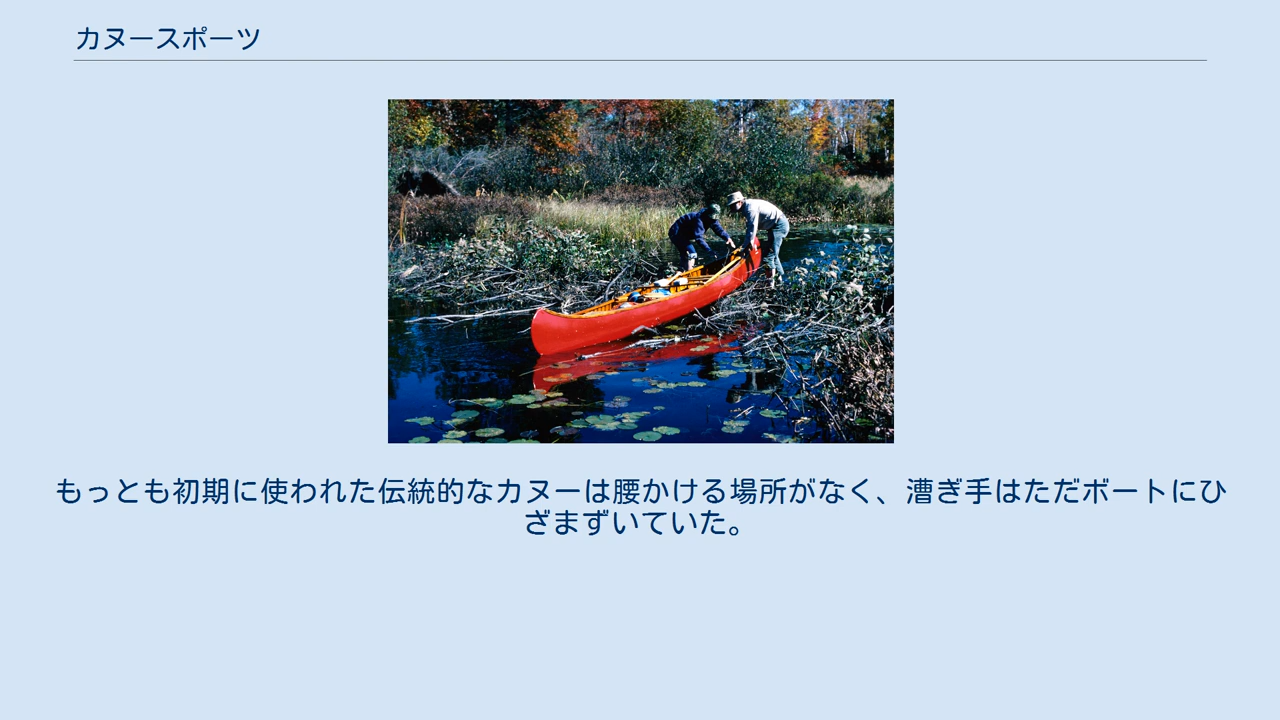 カヌースポーツ
もっとも初期に使われた伝統的なカヌーは腰かける場所がなく、漕ぎ手はただボートにひ
ざまずいていた。